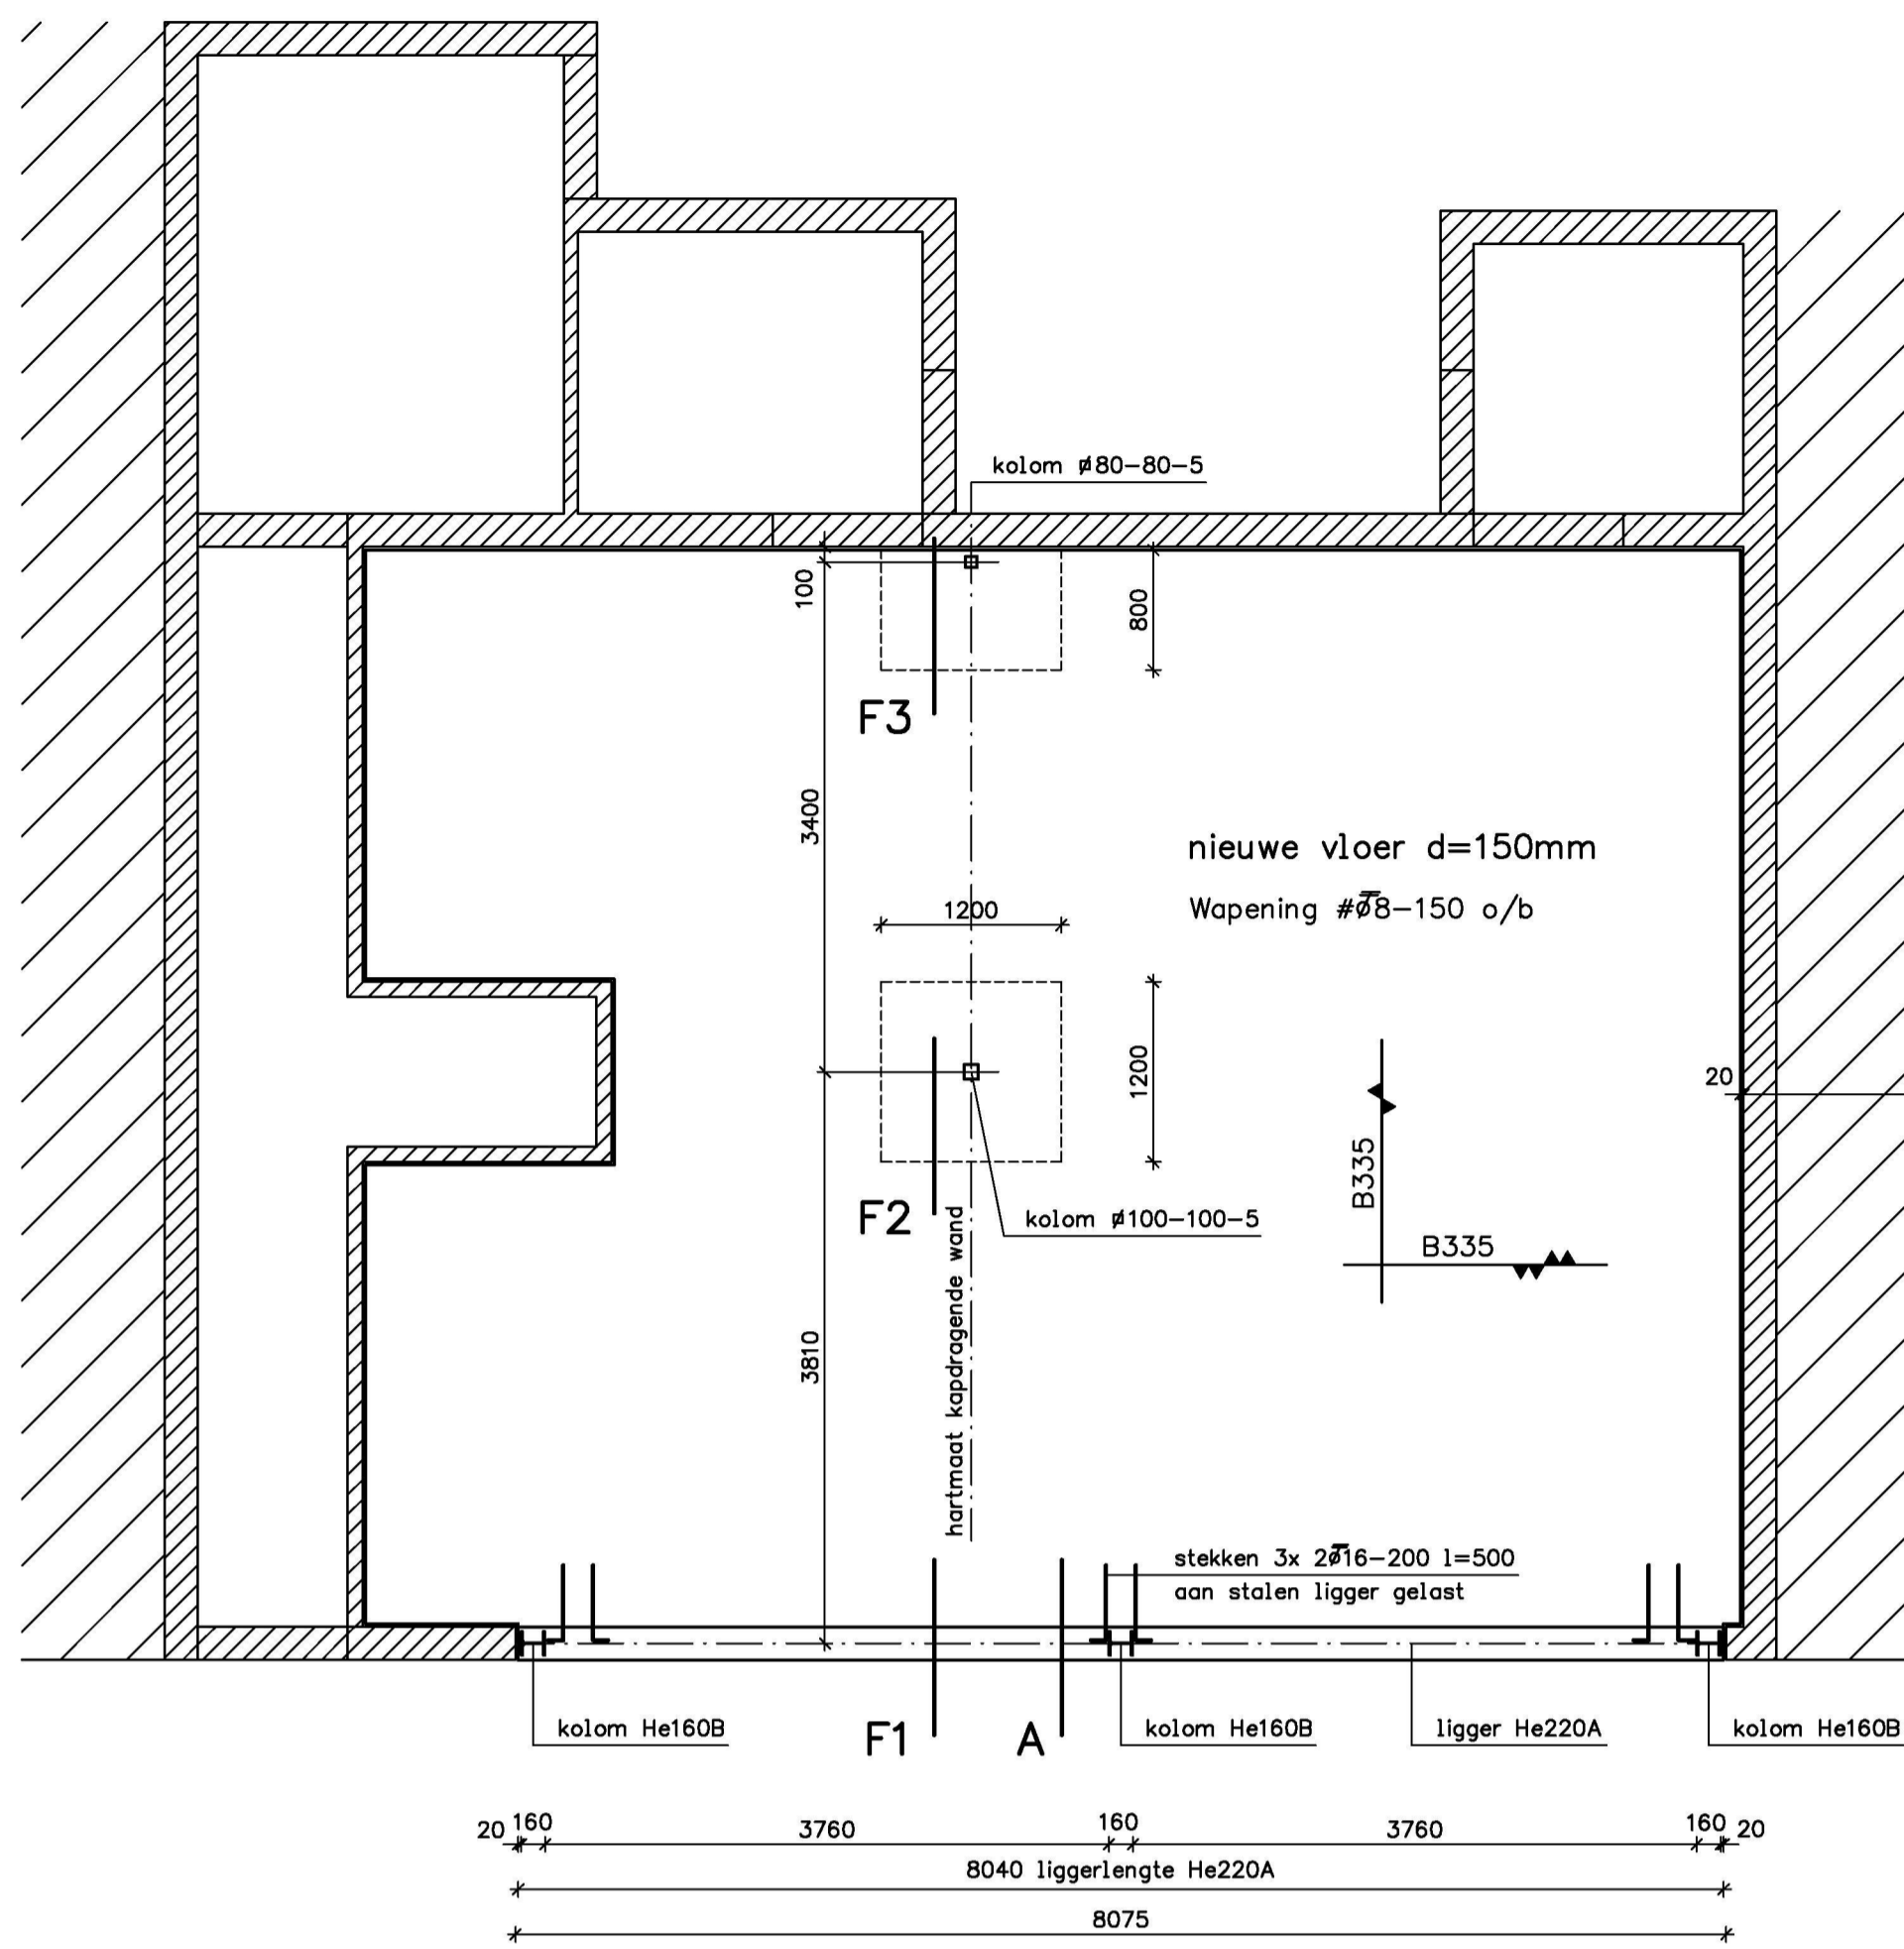 kolom ⌀80-80-5
100
800
F3
3400
nieuwe vloer d=150mm
Wapening #⌀8-150 o/b
1200
1200
20
B335
B335
F2
kolom ⌀100-100-5
hartmaat kapdragende wand
3810
stekken 3x 2⌀16-200 l=500
aan stalen ligger gelast
kolom He160B
F1
A
kolom He160B
ligger He220A
kolom He160B
20 160 3760 160 3760 160 20
8040 liggerlengte He220A
8075